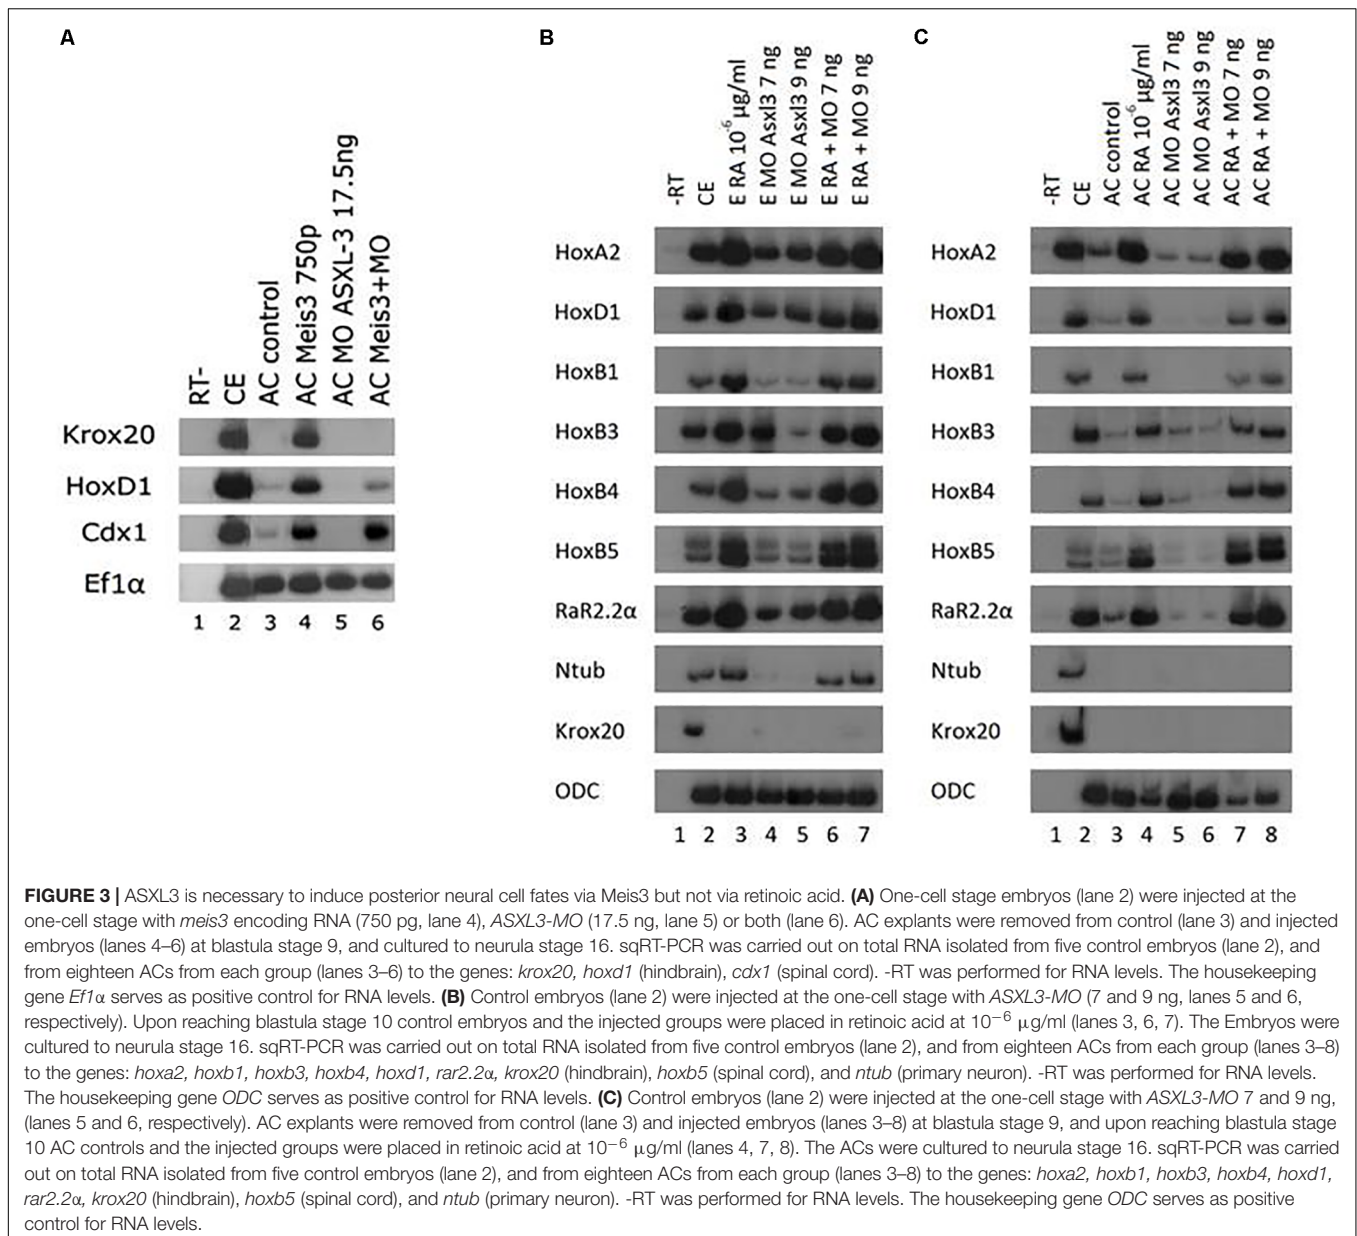 A
B
C
RT-
CE
AC control
AC Meis3 750p
AC MO ASXL-3 17.5ng
AC Meis3+MO
Krox20
HoxD1
Cdx1
Ef1α
1 2 3 4 5 6
-RT
CE
E RA 10⁻⁶ µg/ml
E MO Asxl3 7 ng
E MO Asxl3 9 ng
E RA + MO 7 ng
E RA + MO 9 ng
HoxA2
HoxD1
HoxB1
HoxB3
HoxB4
HoxB5
RaR2.2α
Ntub
Krox20
ODC
1 2 3 4 5 6 7
-RT
CE
AC control
AC RA 10⁻⁶ µg/ml
AC MO Asxl3 7 ng
AC MO Asxl3 9 ng
AC RA + MO 7 ng
AC RA + MO 9 ng
HoxA2
HoxD1
HoxB1
HoxB3
HoxB4
HoxB5
RaR2.2α
Ntub
Krox20
ODC
1 2 3 4 5 6 7 8
FIGURE 3 | ASXL3 is necessary to induce posterior neural cell fates via Meis3 but not via retinoic acid. (A) One-cell stage embryos (lane 2) were injected at the
one-cell stage with meis3 encoding RNA (750 pg, lane 4), ASXL3-MO (17.5 ng, lane 5) or both (lane 6). AC explants were removed from control (lane 3) and injected
embryos (lanes 4–6) at blastula stage 9, and cultured to neurula stage 16. sqRT-PCR was carried out on total RNA isolated from five control embryos (lane 2), and
from eighteen ACs from each group (lanes 3–6) to the genes: krox20, hoxd1 (hindbrain), cdx1 (spinal cord). -RT was performed for RNA levels. The housekeeping
gene Ef1α serves as positive control for RNA levels. (B) Control embryos (lane 2) were injected at the one-cell stage with ASXL3-MO (7 and 9 ng, lanes 5 and 6,
respectively). Upon reaching blastula stage 10 control embryos and the injected groups were placed in retinoic acid at 10⁻⁶ µg/ml (lanes 3, 6, 7). The Embryos were
cultured to neurula stage 16. sqRT-PCR was carried out on total RNA isolated from five control embryos (lane 2), and from eighteen ACs from each group (lanes 3–8)
to the genes: hoxa2, hoxb1, hoxb3, hoxb4, hoxd1, rar2.2α, krox20 (hindbrain), hoxb5 (spinal cord), and ntub (primary neuron). -RT was performed for RNA levels.
The housekeeping gene ODC serves as positive control for RNA levels. (C) Control embryos (lane 2) were injected at the one-cell stage with ASXL3-MO 7 and 9 ng,
(lanes 5 and 6, respectively). AC explants were removed from control (lane 3) and injected embryos (lanes 3–8) at blastula stage 9, and upon reaching blastula stage
10 AC controls and the injected groups were placed in retinoic acid at 10⁻⁶ µg/ml (lanes 4, 7, 8). The ACs were cultured to neurula stage 16. sqRT-PCR was carried
out on total RNA isolated from five control embryos (lane 2), and from eighteen ACs from each group (lanes 3–8) to the genes: hoxa2, hoxb1, hoxb3, hoxb4, hoxd1,
rar2.2α, krox20 (hindbrain), hoxb5 (spinal cord), and ntub (primary neuron). -RT was performed for RNA levels. The housekeeping gene ODC serves as positive
control for RNA levels.